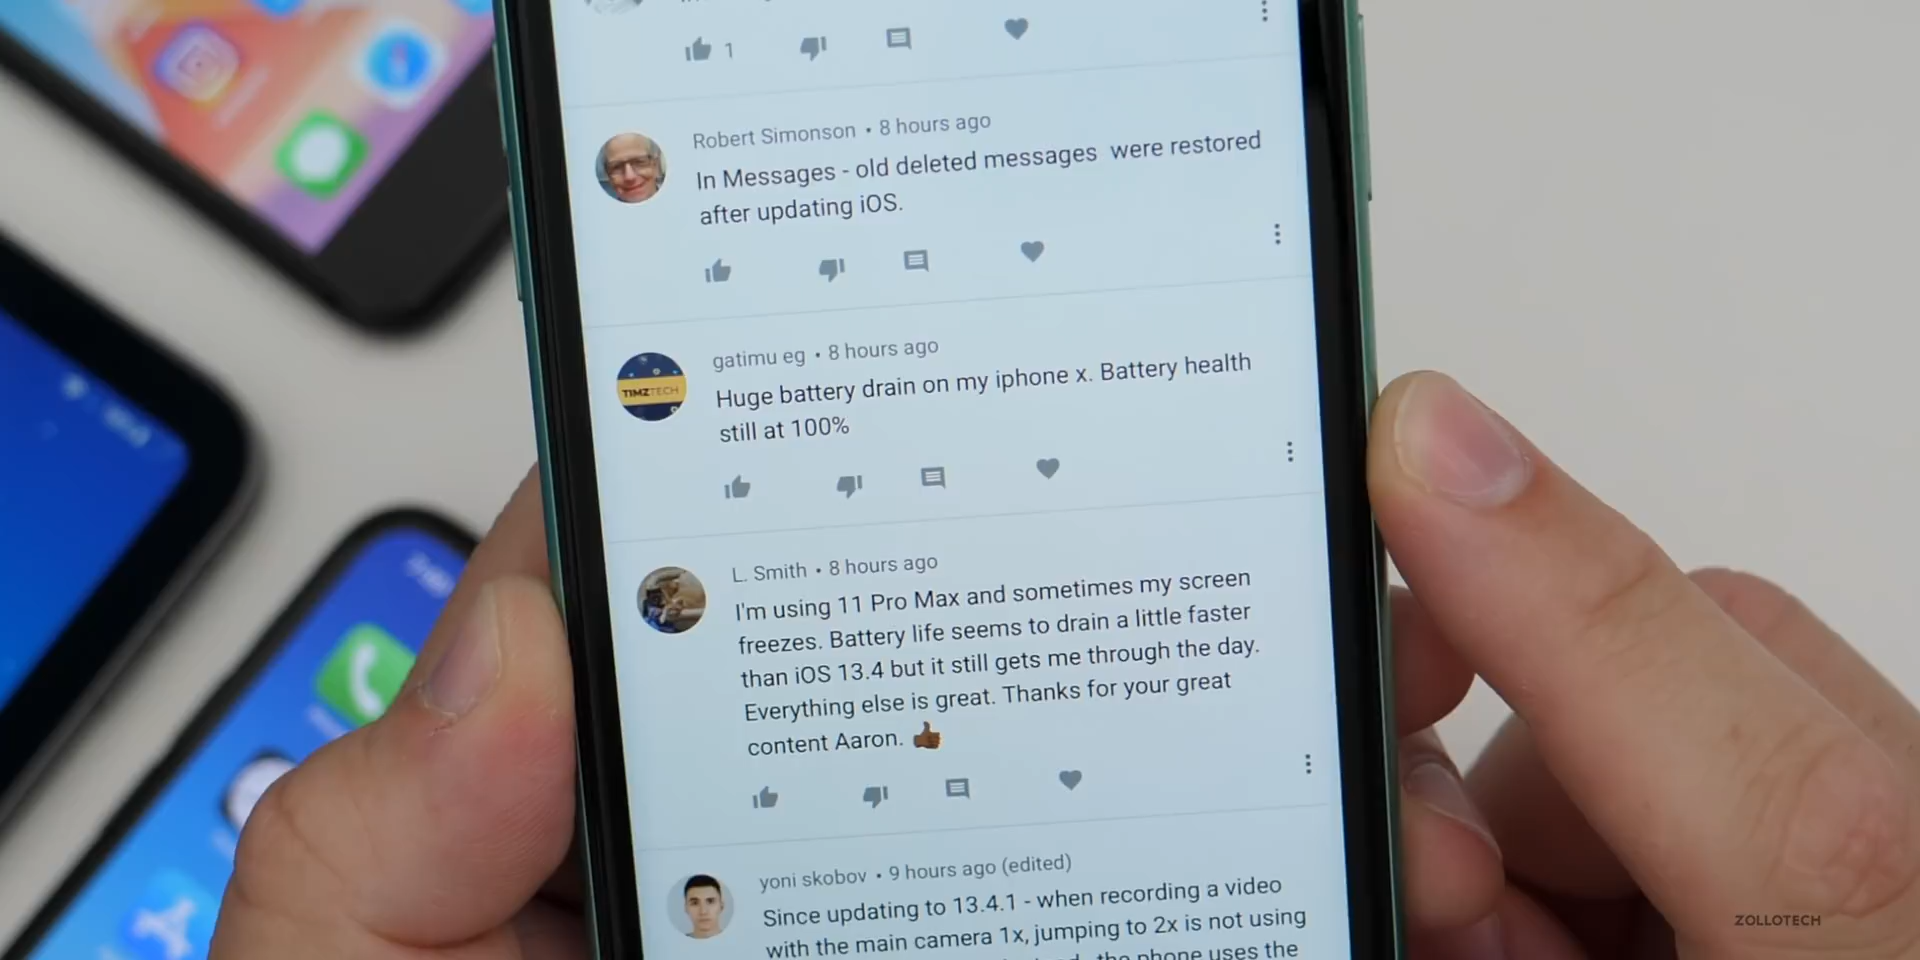 1
Robert Simonson • 8 hours ago
In Messages - old deleted messages were restored
after updating iOS.
TIMZTECH
gatimu eg • 8 hours ago
Huge battery drain on my iphone x. Battery health
still at 100%
L. Smith • 8 hours ago
I'm using 11 Pro Max and sometimes my screen
freezes. Battery life seems to drain a little faster
than iOS 13.4 but it still gets me through the day.
Everything else is great. Thanks for your great
content Aaron. 👍🏾
yoni skobov • 9 hours ago (edited)
Since updating to 13.4.1 - when recording a video
with the main camera 1x, jumping to 2x is not using
the phone uses the
ZOLLOTECH